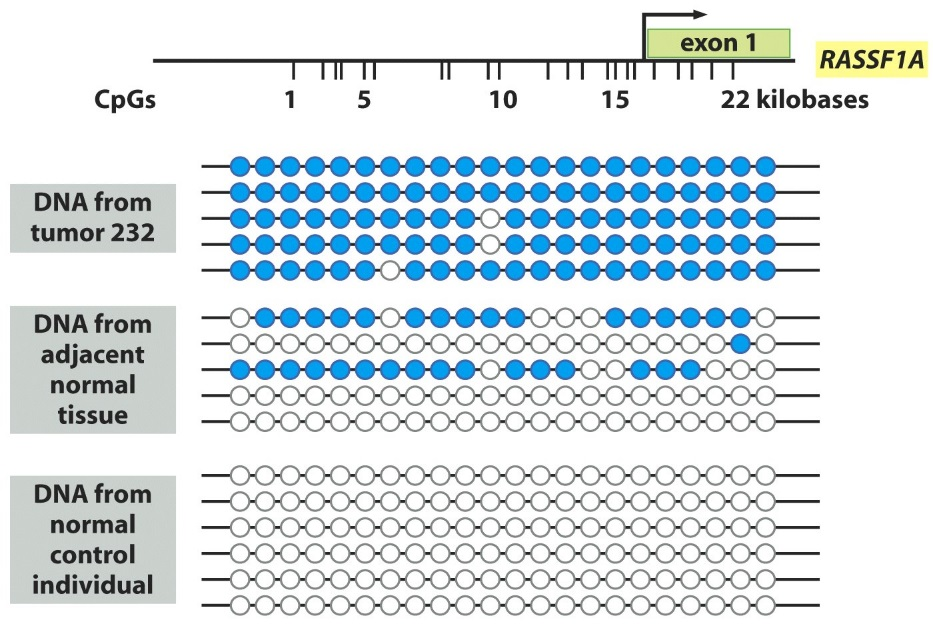 exon 1
RASSF1A
CpGs 1 5 10 15 22 kilobases
DNA from
tumor 232
DNA from
adjacent
normal
tissue
DNA from
normal
control
individual